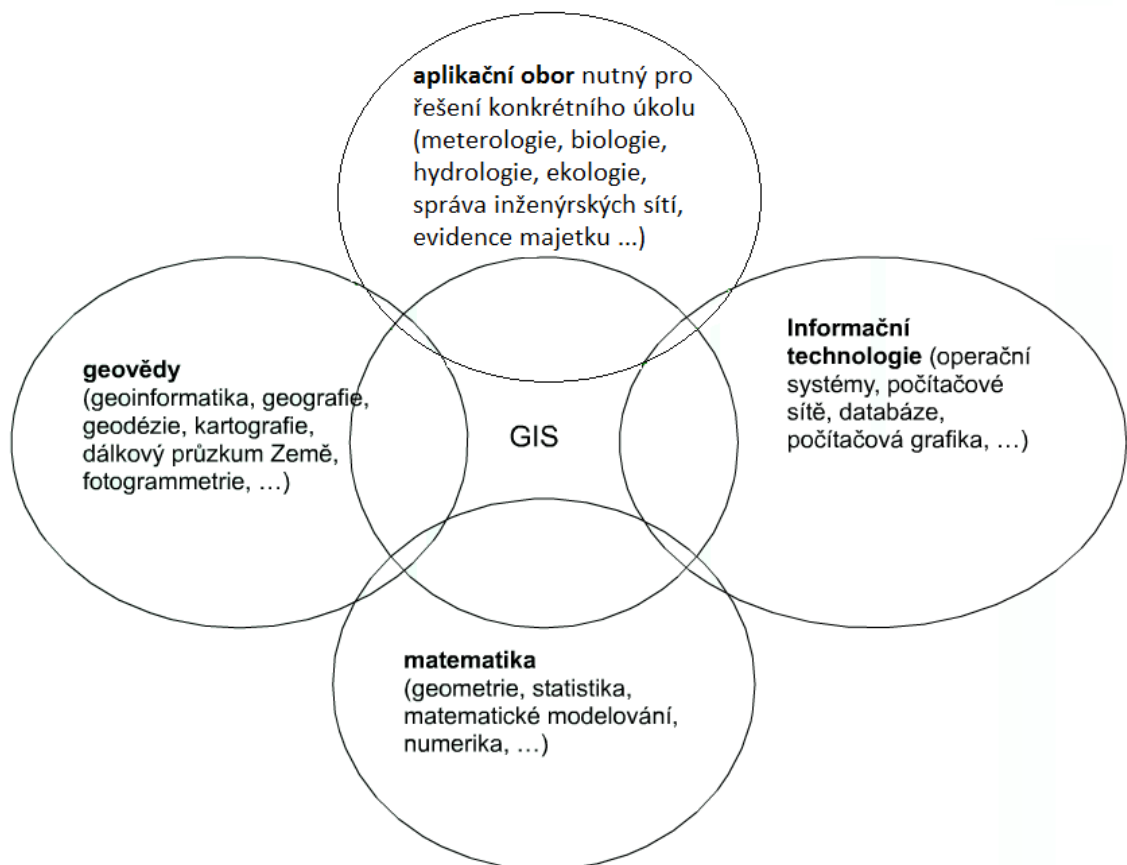 aplikační obor nutný pro
řešení konkrétního úkolu
(meterologie, biologie,
hydrologie, ekologie,
správa inženýrských sítí,
evidence majetku ...)
geovědy
(geoinformatika, geografie,
geodézie, kartografie,
dálkový průzkum Země,
fotogrammetrie, …)
GIS
Informační
technologie (operační
systémy, počítačové
sítě, databáze,
počítačová grafika, …)
matematika
(geometrie, statistika,
matematické modelování,
numerika, …)